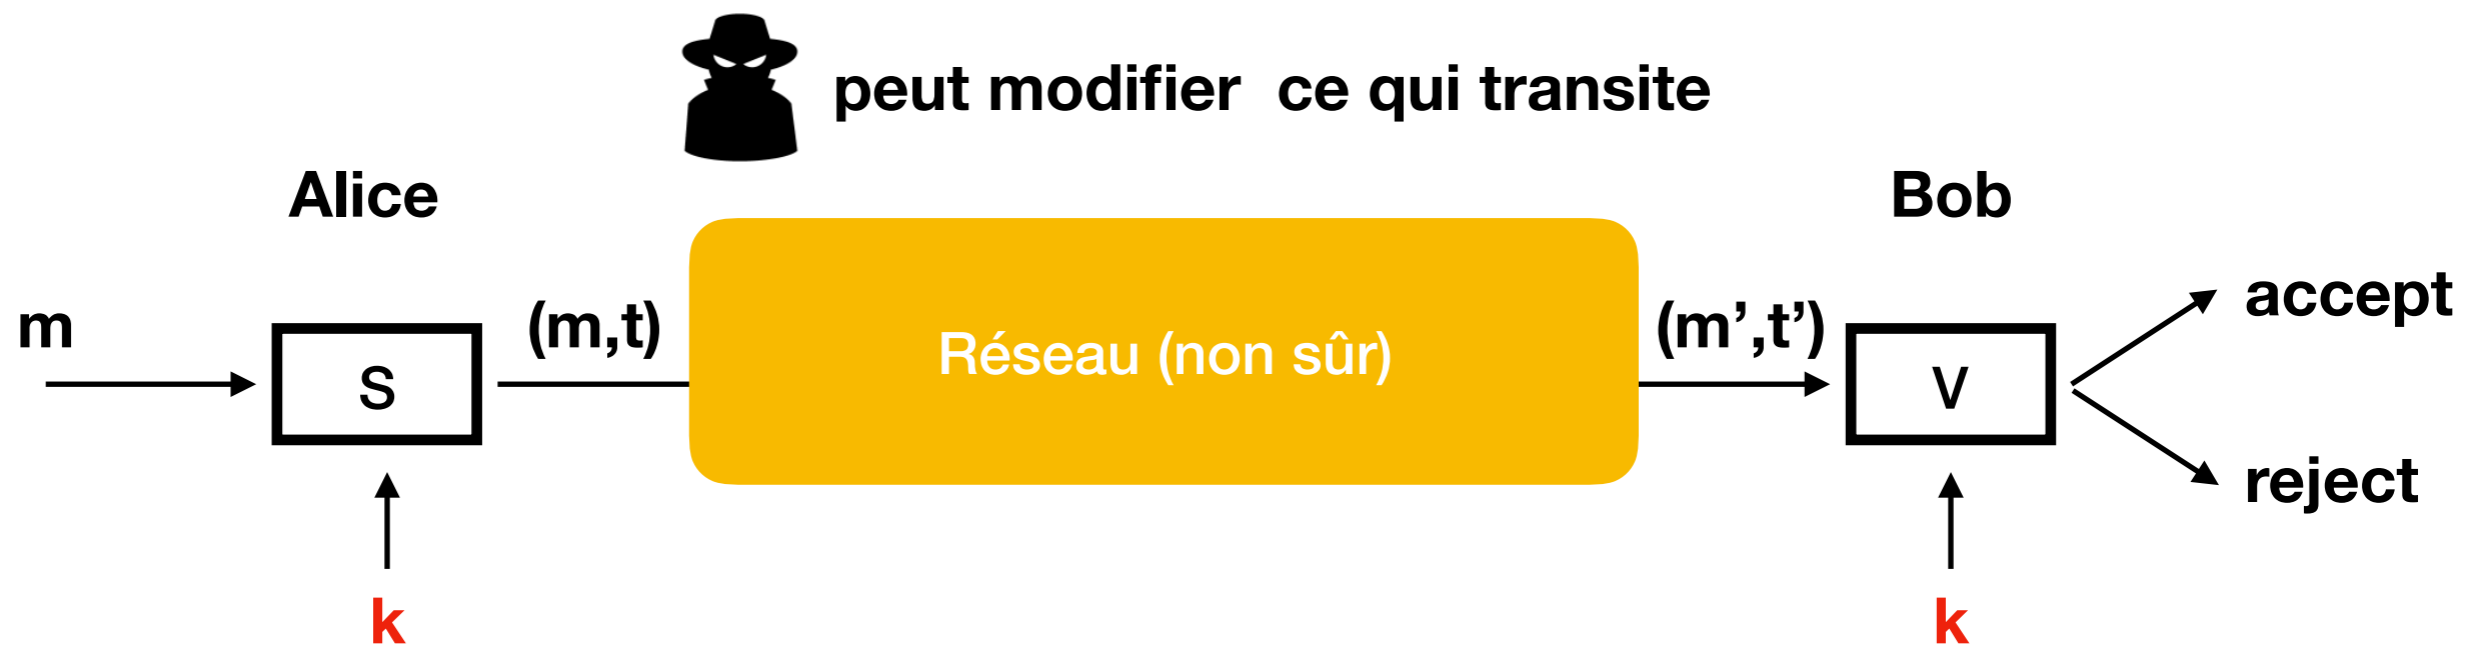 peut modifier ce qui transite
Alice
Bob
m
S
(m,t)
Réseau (non sûr)
(m’,t’)
V
accept
reject
k
k